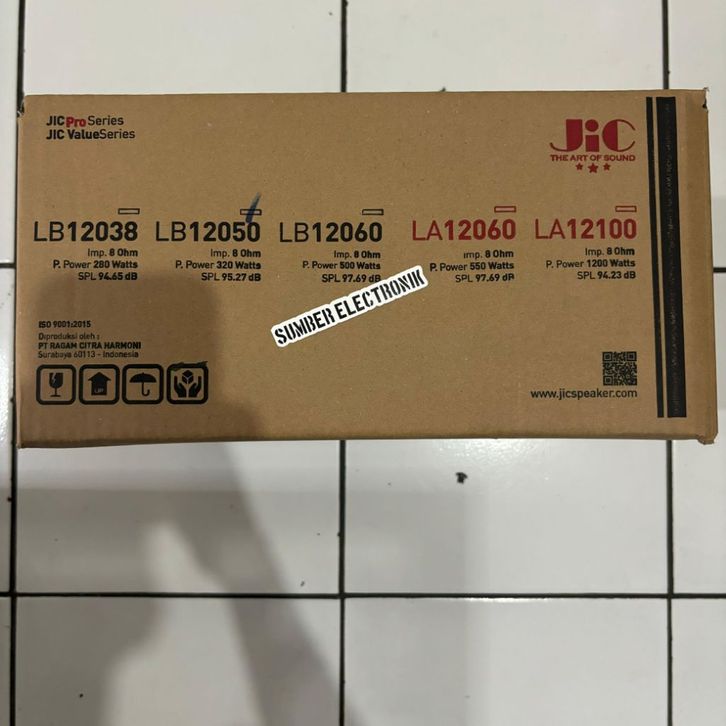 JIC Pro Series
JIC ValueSeries
JiC
THE ART OF SOUND
LB12038
Imp. 8 Ohm
P. Power 280 Watts
SPL 94.65 dB
LB12050
Imp. 8 Ohm
P. Power 320 Watts
SPL 95.27 dB
LB12060
Imp. 8 Ohm
P. Power 500 Watts
SPL 97.69 dB
LA12060
Imp. 8 Ohm
P. Power 550 Watts
SPL 97.69 dB
LA12100
Imp. 8 Ohm
P. Power 1200 Watts
SPL 94.23 dB
SUMBER ELECTRONIK
ISO 9001:2015
Diproduksi oleh :
PT RAGAM CITRA HARMONI
Surabaya 60113 - Indonesia
UP
www.jicspeaker.com